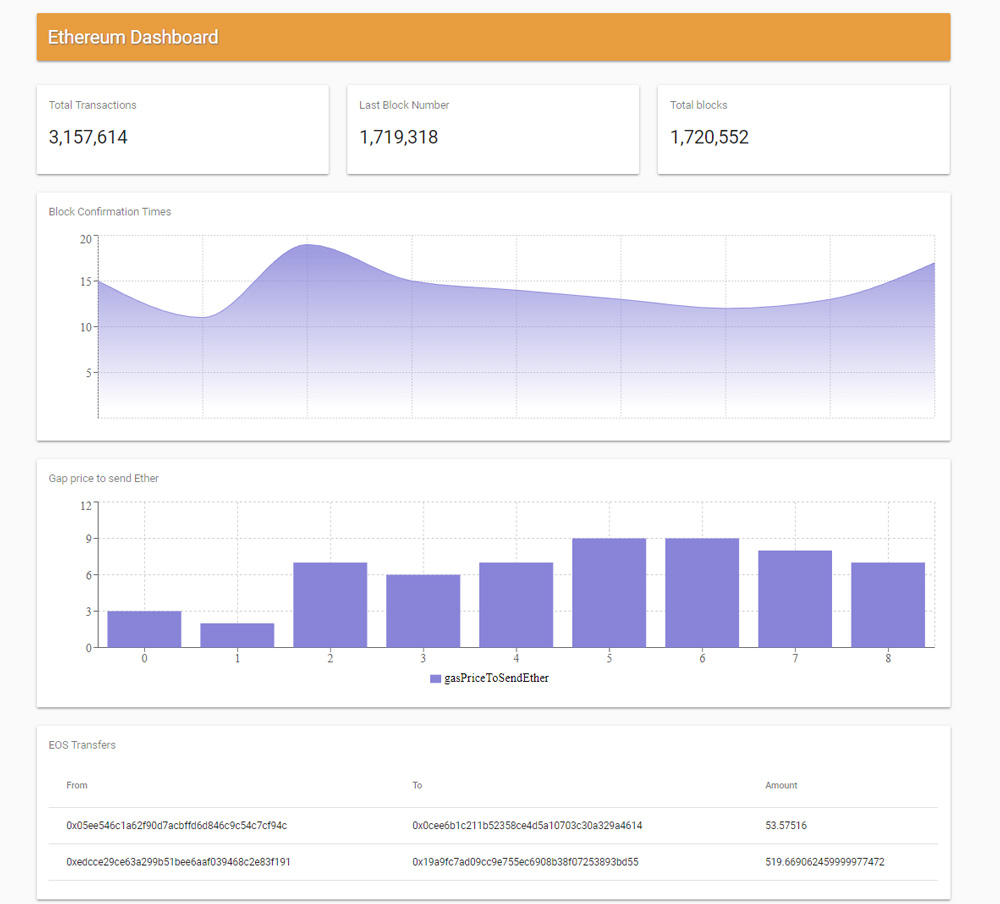 Ethereum Dashboard
Total Transactions
3,157,614
Last Block Number
1,719,318
Total blocks
1,720,552
Block Confirmation Times
20
15
10
5
Gap price to send Ether
12
9
6
3
0
0 1 2 3 4 5 6 7 8
gasPriceToSendEther
EOS Transfers
From To Amount
0x05ee546c1a62f90d7acbffd6d846c9c54c7cf94c 0x0cee6b1c211b52358ce4d5a10703c30a329a4614 53.57516
0xedcce29ce63a299b51bee6aaf039468c2e83f191 0x19a9fc7ad09cc9e755ec6908b38f07253893bd55 519.669062459999977472